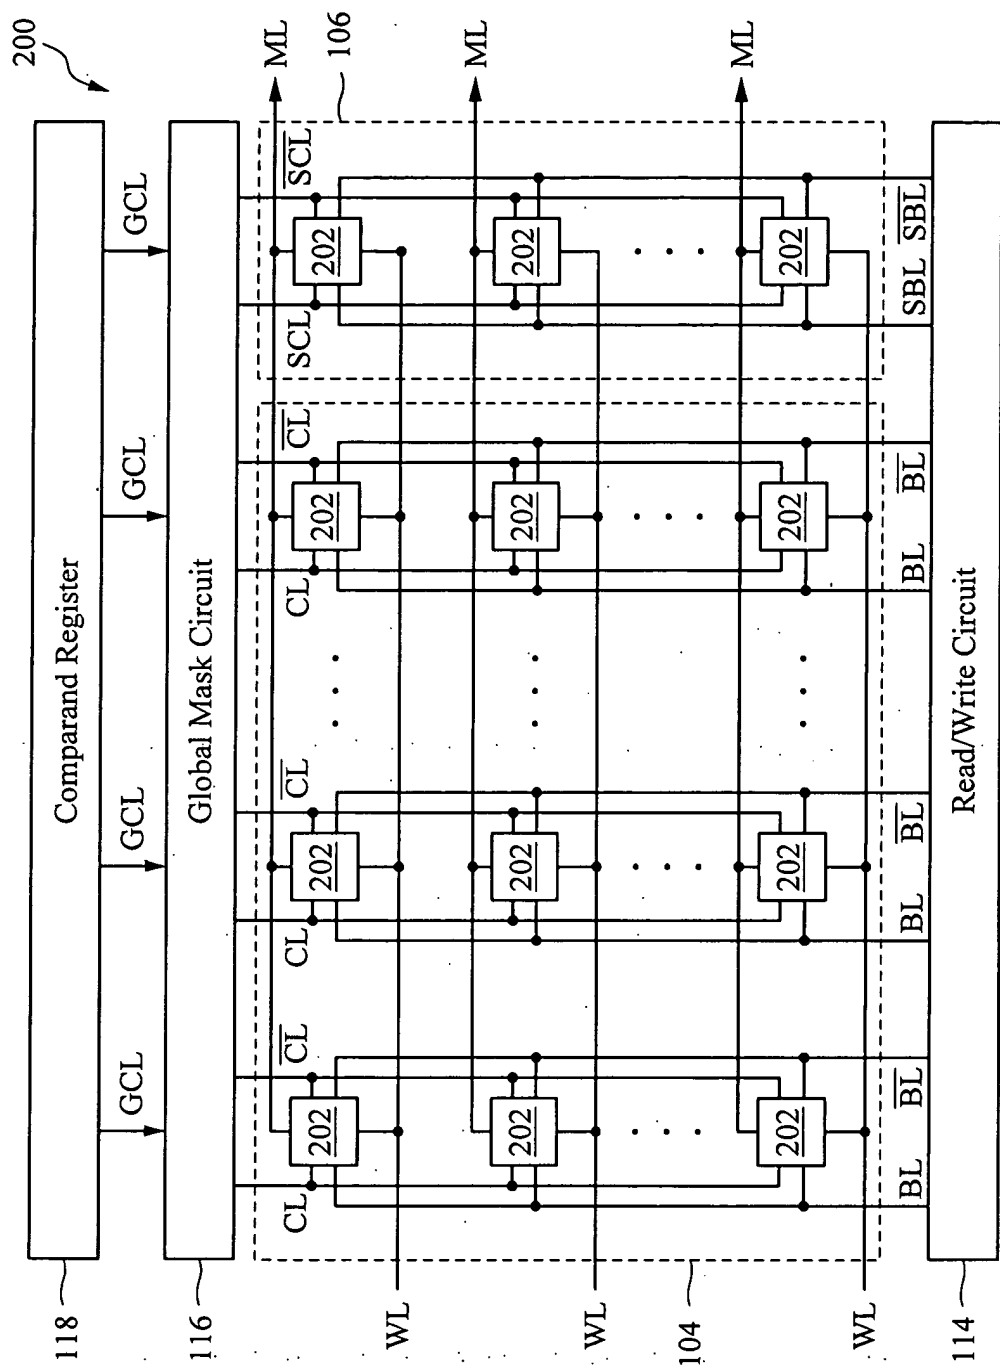 200
118
Comparand Register
GCL
GCL
GCL
GCL
116
Global Mask Circuit
106
CL
CL
CL
CL
CL
CL
SCL
SCL
ML
202
202
202
202
WL
ML
202
202
202
202
WL
ML
202
202
202
202
104
WL
BL
BL
BL
BL
BL
BL
SBL
SBL
114
Read/Write Circuit